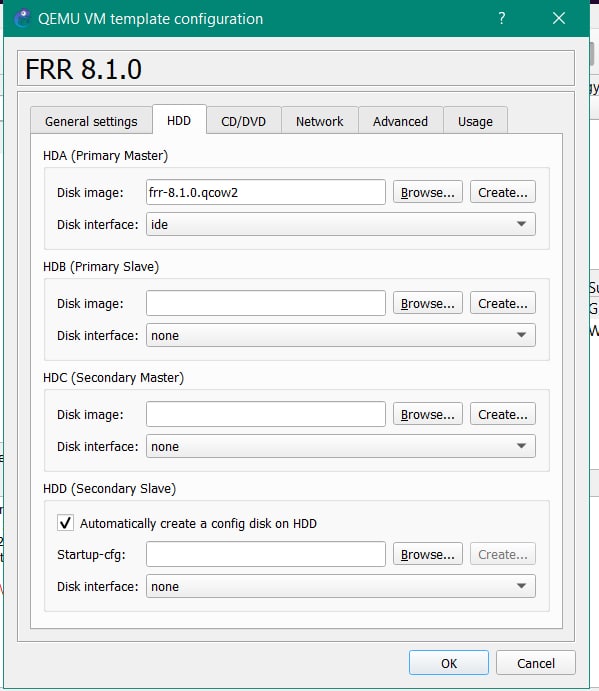 QEMU VM template configuration ?
FRR 8.1.0
General settings HDD CD/DVD Network Advanced Usage
HDA (Primary Master)
Disk image: frr-8.1.0.qcow2 Browse... Create...
Disk interface: ide
HDB (Primary Slave)
Disk image: Browse... Create...
Disk interface: none
HDC (Secondary Master)
Disk image: Browse... Create...
Disk interface: none
HDD (Secondary Slave)
Automatically create a config disk on HDD
Startup-cfg: Browse... Create...
Disk interface: none
OK Cancel